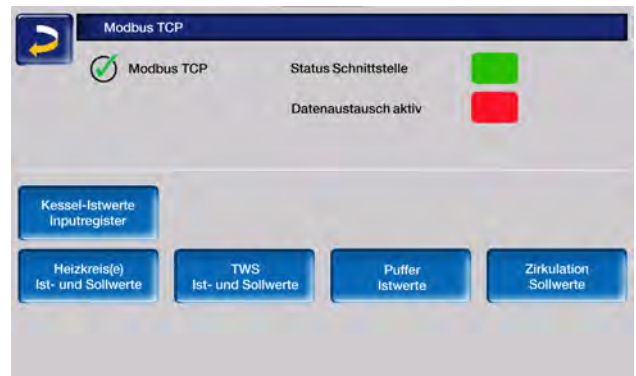 Modbus TCP
Modbus TCP
Status Schnittstelle
Datenaustausch aktiv
Kessel-Istwerte
Inputregister
Heizkreis(e)
Ist- und Sollwerte
TWS
Ist- und Sollwerte
Puffer
Istwerte
Zirkulation
Sollwerte